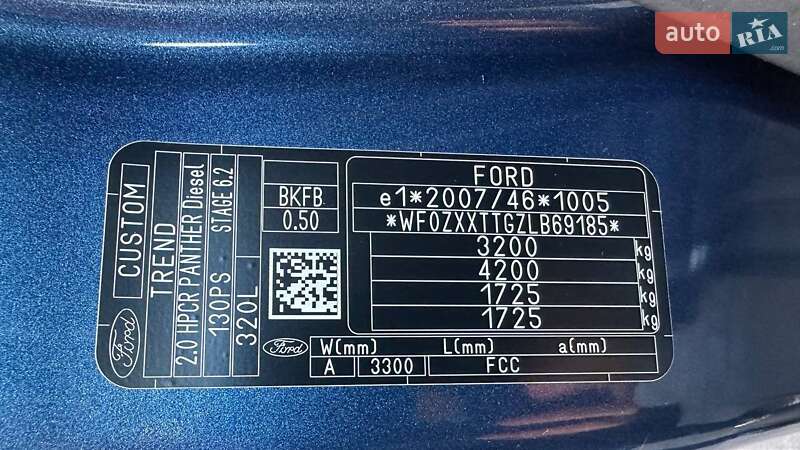 auto RIA
.com
FORD
e1*2007/46*1005
*WF0ZXXTTGZLB69185*
3200 kg
4200 kg
1725 kg
1725 kg
BKFB
0.50
CUSTOM
TREND
2.0 HPCR PANTHER Diesel
130PS STAGE 6.2
320L
Ford
Ford
W(mm) L(mm) a(mm)
A 3300 FCC